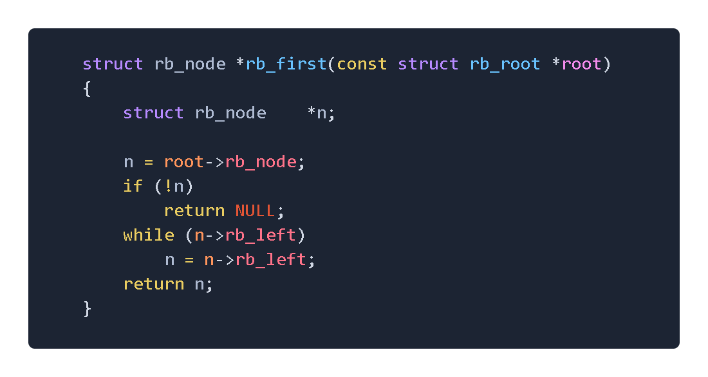 struct rb_node *rb_first(const struct rb_root *root)
{
    struct rb_node    *n;

    n = root->rb_node;
    if (!n)
        return NULL;
    while (n->rb_left)
        n = n->rb_left;
    return n;
}